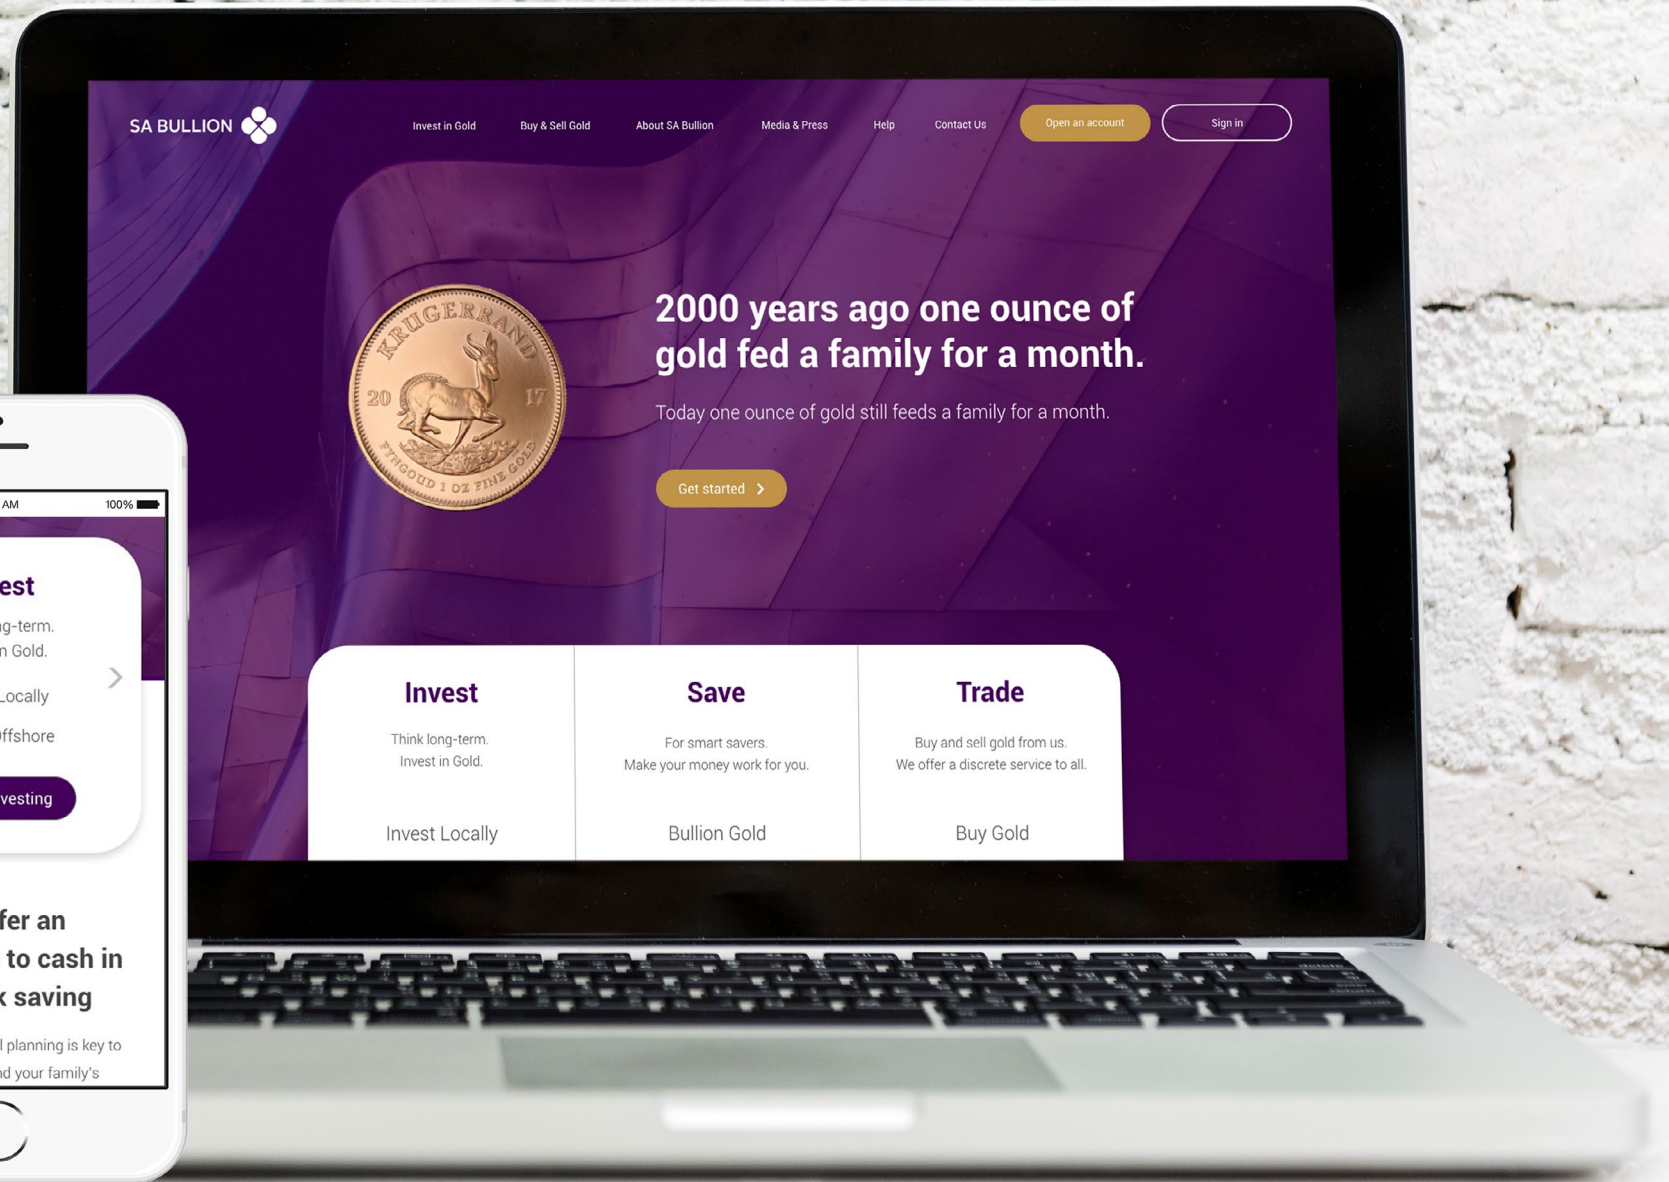 SA BULLION
Invest in Gold
Buy & Sell Gold
About SA Bullion
Media & Press
Help
Contact Us
Open an account
Sign in
KRUGERRAND
20 17
FYNGOUD 1 OZ FINE GOLD
2000 years ago one ounce of
gold fed a family for a month.
Today one ounce of gold still feeds a family for a month.
Get started
Invest
Think long-term.
Invest in Gold.
Invest Locally
Save
For smart savers.
Make your money work for you.
Bullion Gold
Trade
Buy and sell gold from us.
We offer a discrete service to all.
Buy Gold
AM 100%
est
g-term.
n Gold.
Locally
ffshore
vesting
fer an
to cash in
k saving
l planning is key to
nd your family's